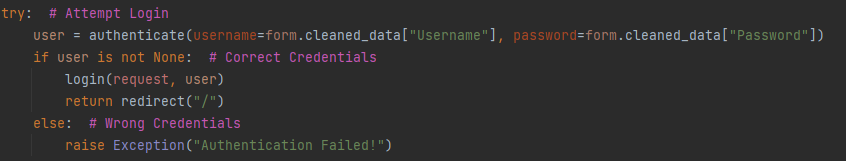 try:  # Attempt Login
    user = authenticate(username=form.cleaned_data["Username"], password=form.cleaned_data["Password"])
    if user is not None:  # Correct Credentials
        login(request, user)
        return redirect("/")
    else:  # Wrong Credentials
        raise Exception("Authentication Failed!")